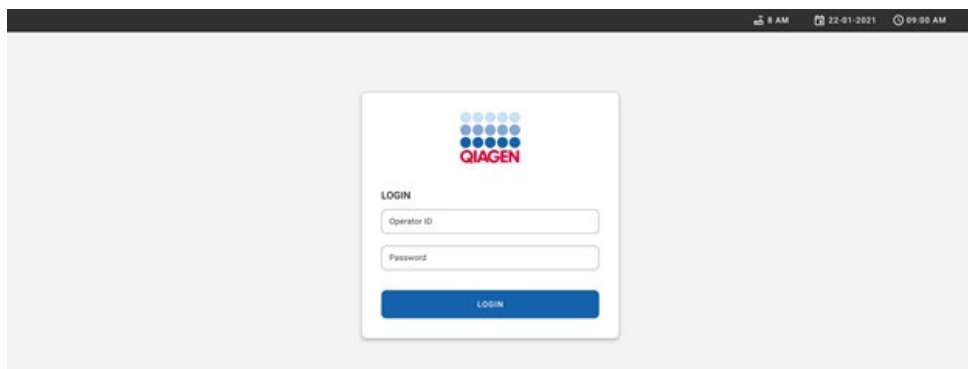 8 AM 22-01-2021 09:00 AM
QIAGEN
LOGIN
Operator ID
Password
LOGIN